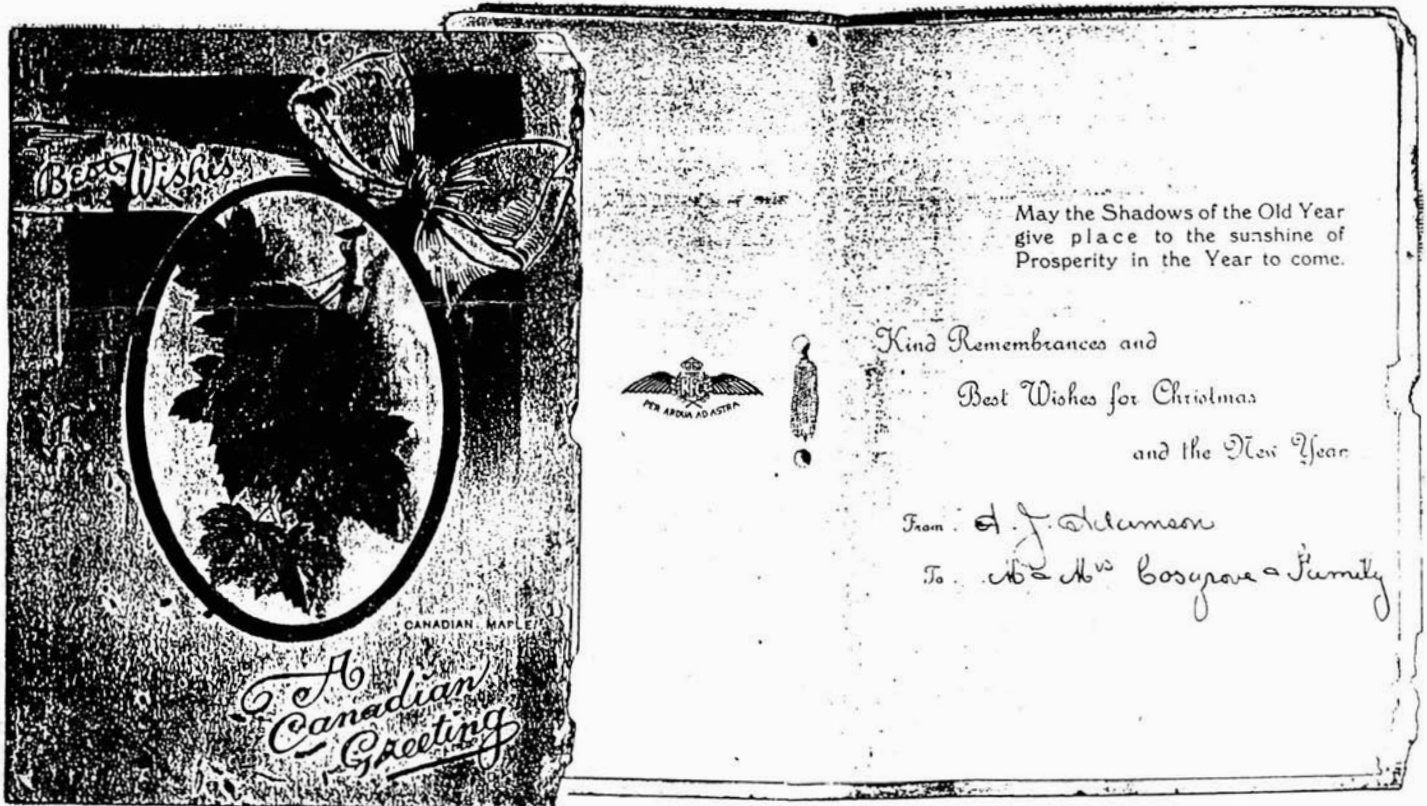 Best Wishes
CANADIAN MAPLE
A
Canadian
Greeting
RFC
PER ARDUA AD ASTRA
May the Shadows of the Old Year
give place to the sunshine of
Prosperity in the Year to come.
Kind Remembrances and
Best Wishes for Christmas
and the New Year
From A. J. Adamson
To Mr & Mrs Cosgrove & Family